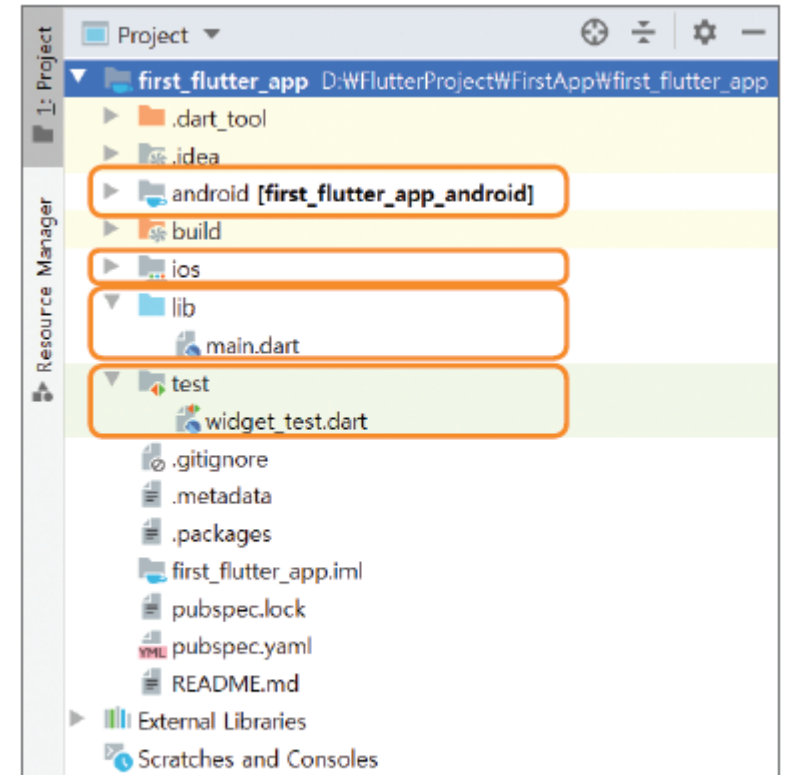 Project
first_flutter_app D:₩FlutterProject₩FirstApp₩first_flutter_app
.dart_tool
.idea
android [first_flutter_app_android]
build
ios
lib
main.dart
test
widget_test.dart
.gitignore
.metadata
.packages
first_flutter_app.iml
pubspec.lock
YML pubspec.yaml
README.md
External Libraries
Scratches and Consoles
1: Project
Resource Manager